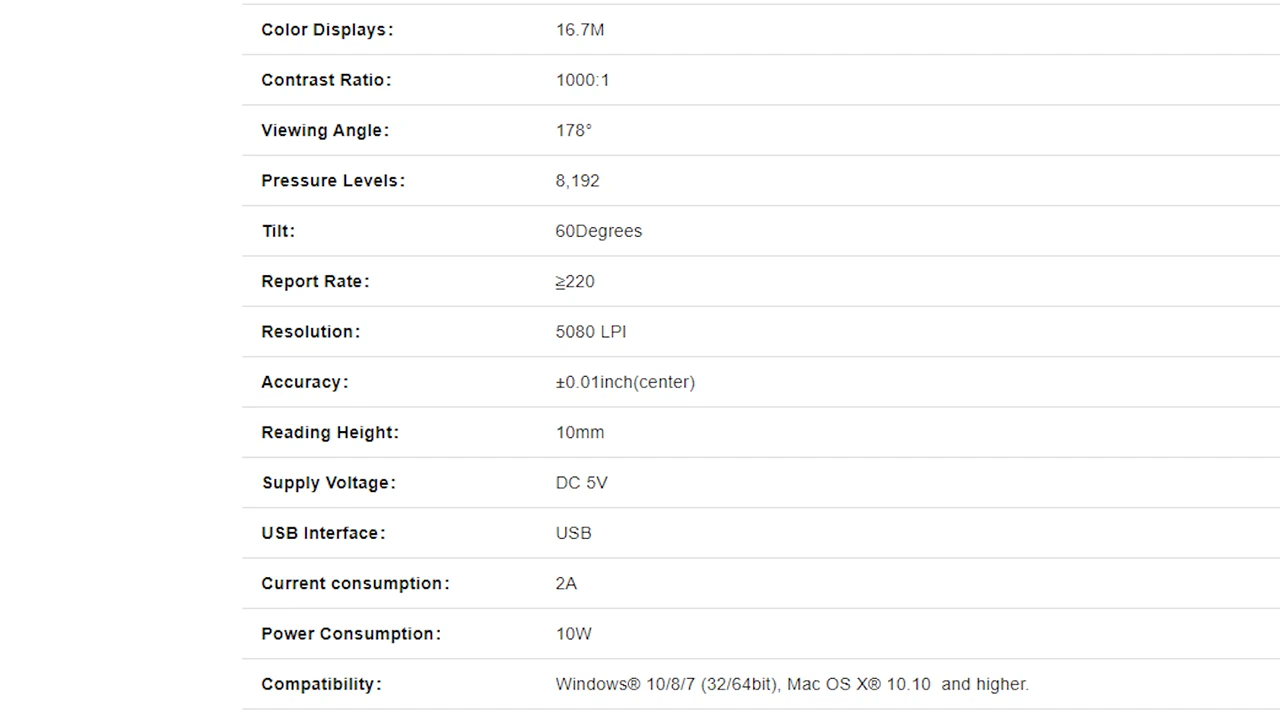 Color Displays: 16.7M
Contrast Ratio: 1000:1
Viewing Angle: 178°
Pressure Levels: 8,192
Tilt: 60Degrees
Report Rate: ≧220
Resolution: 5080 LPI
Accuracy: ±0.01inch(center)
Reading Height: 10mm
Supply Voltage: DC 5V
USB Interface: USB
Current consumption: 2A
Power Consumption: 10W
Compatibility: Windows® 10/8/7 (32/64bit), Mac OS X® 10.10  and higher.